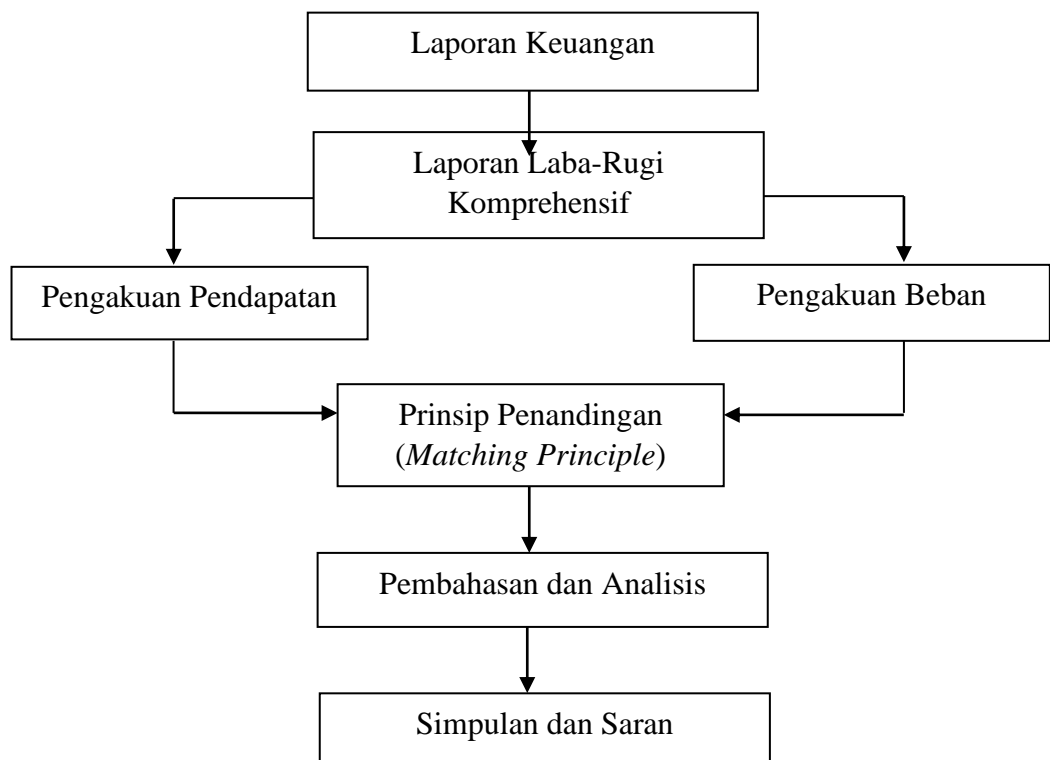 Laporan Keuangan
Laporan Laba-Rugi
Komprehensif
Pengakuan Pendapatan
Pengakuan Beban
Prinsip Penandingan
(Matching Principle)
Pembahasan dan Analisis
Simpulan dan Saran